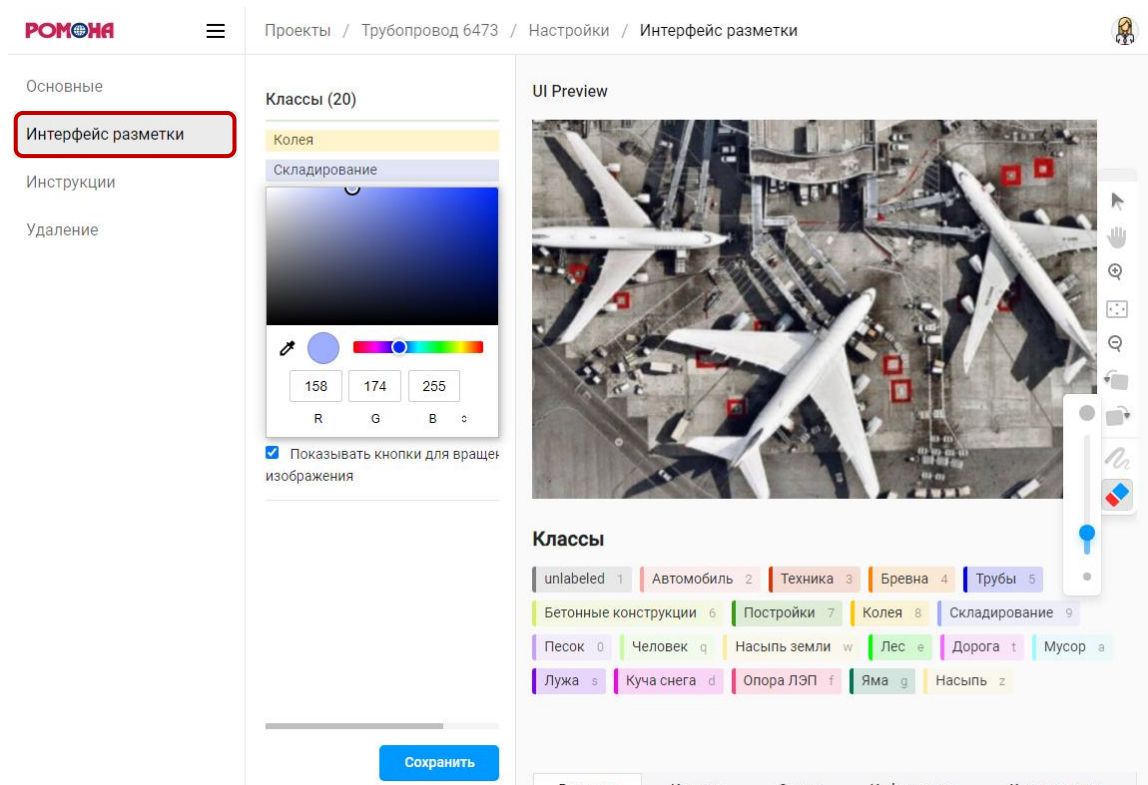 РОМОНА
Проекты / Трубопровод 6473 / Настройки / Интерфейс разметки
Основные
Интерфейс разметки
Инструкции
Удаление
Классы (20)
Колея
Складирование
158 174 255
R G B
Показывать кнопки для вращен
изображения
Сохранить
UI Preview
Классы
unlabeled 1 Автомобиль 2 Техника 3 Бревна 4 Трубы 5
Бетонные конструкции 6 Постройки 7 Колея 8 Складирование 9
Песок 0 Человек q Насыпь земли w Лес e Дорога t Мусор a
Лужа s Куча снега d Опора ЛЭП f Яма g Насыпь z